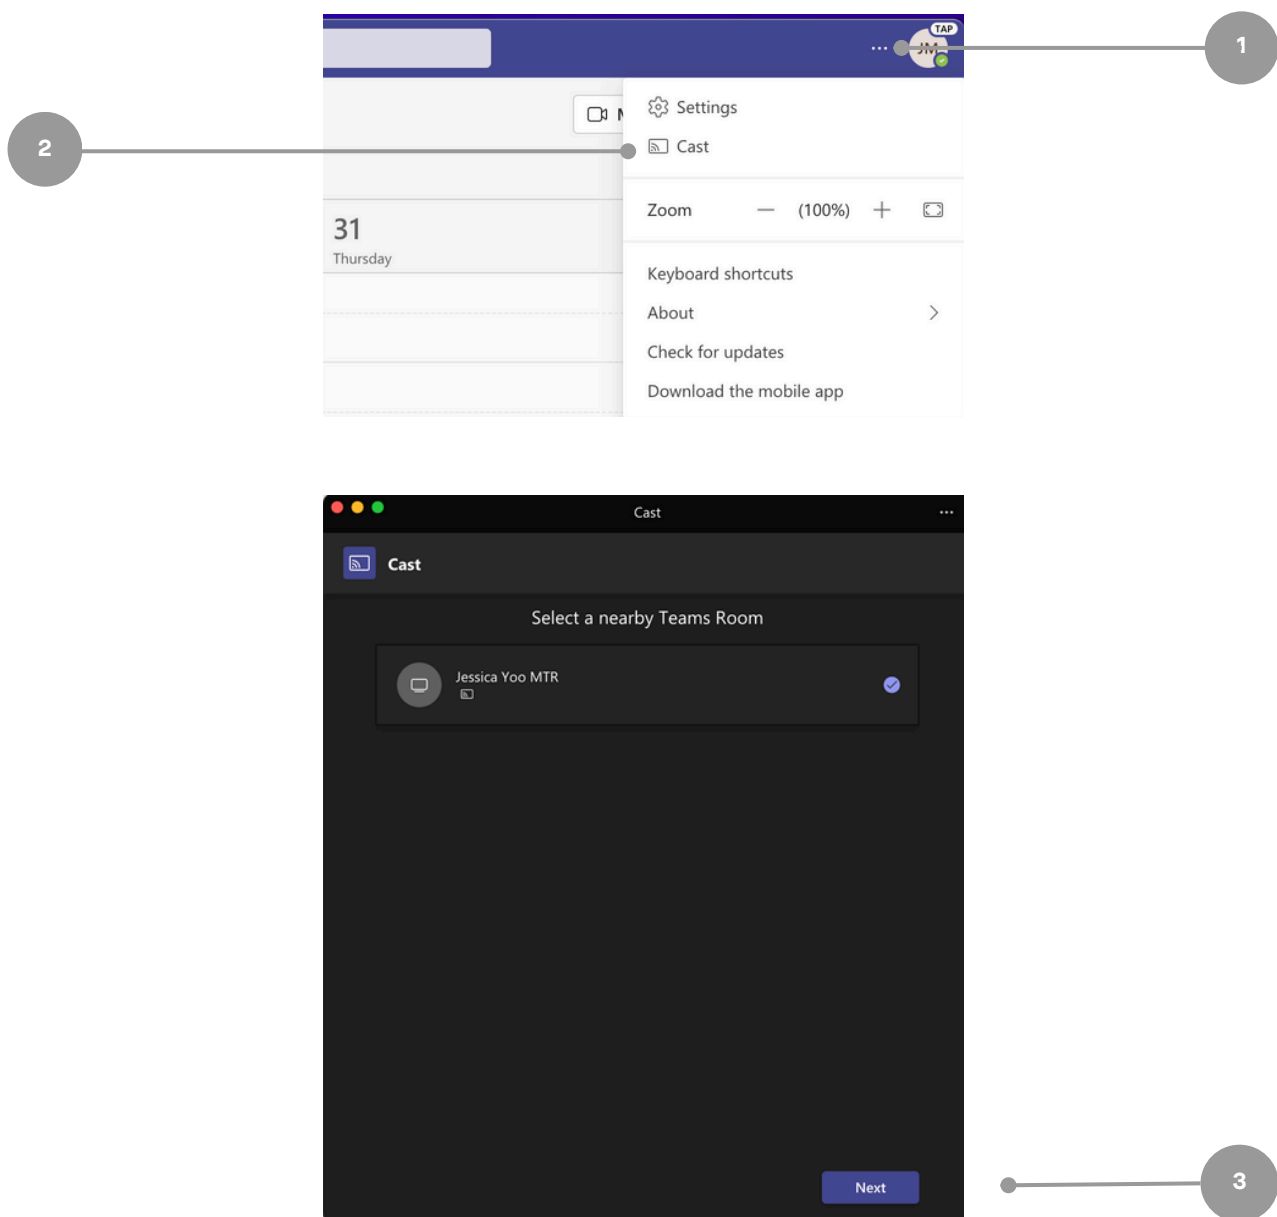 TAP
1
JM
Settings
2
Cast
Zoom
(100%)
31
Thursday
Keyboard shortcuts
About
Check for updates
Download the mobile app
Cast
Cast
Select a nearby Teams Room
Jessica Yoo MTR
Next
3